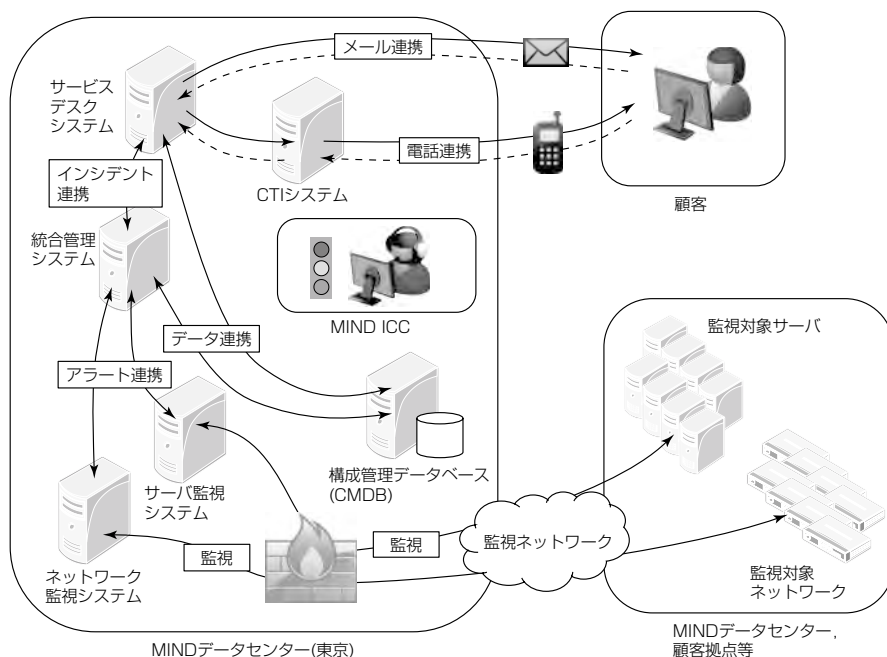 メール連携
サービス
デスク
システム
電話連携
CTIシステム
顧客
インシデント
連携
統合管理
システム
MIND ICC
データ連携
アラート連携
監視対象サーバ
構成管理データベース
(CMDB)
サーバ監視
システム
監視
監視
監視ネットワーク
ネットワーク
監視システム
監視対象
ネットワーク
MINDデータセンター(東京)
MINDデータセンター,
顧客拠点等